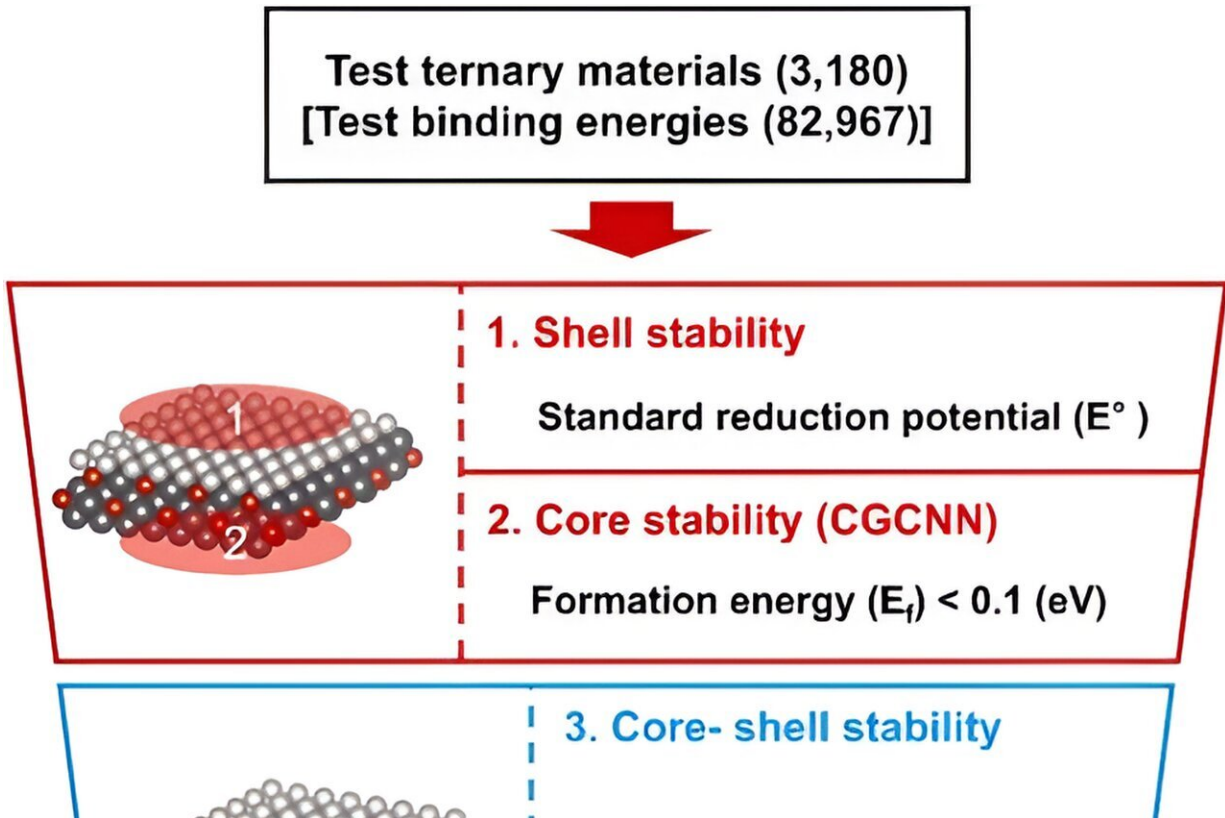 Test ternary materials (3,180)
[Test binding energies (82,967)]
1. Shell stability
1
Standard reduction potential (E° )
2. Core stability (CGCNN)
2
Formation energy (Ef) < 0.1 (eV)
3. Core- shell stability